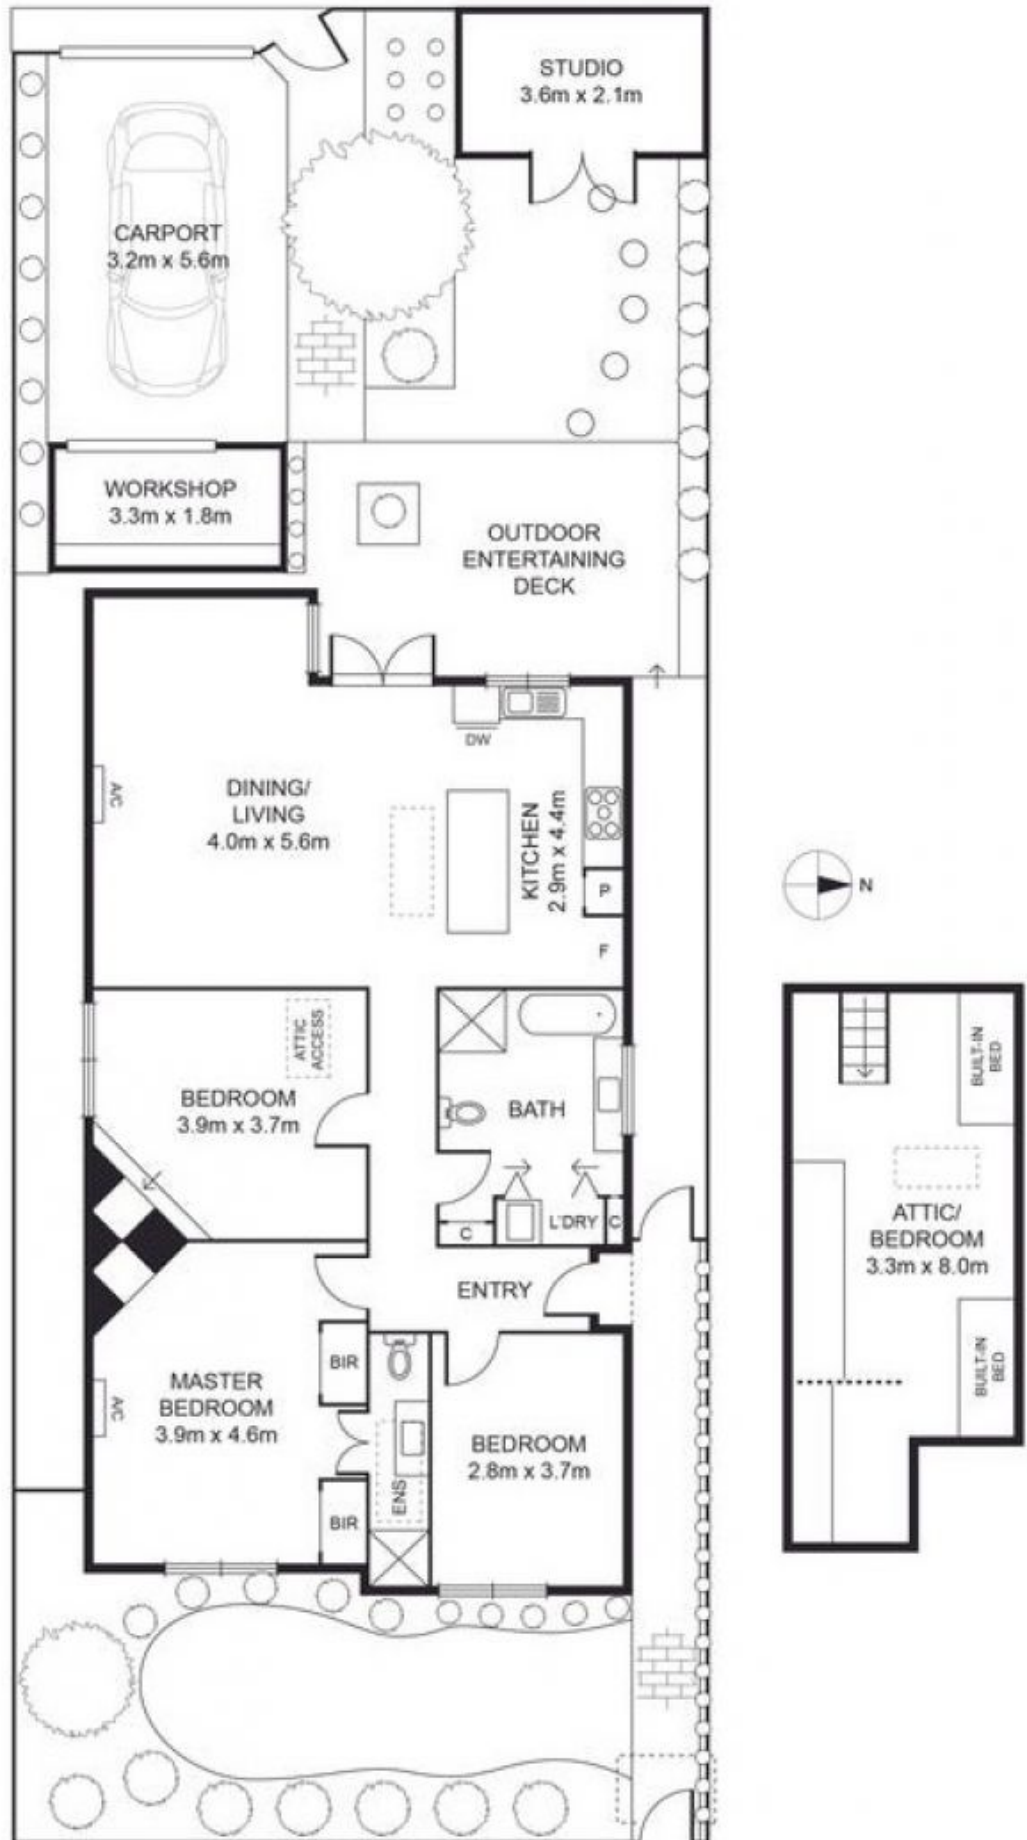 STUDIO
3.6m x 2.1m
CARPORT
3.2m x 5.6m
WORKSHOP
3.3m x 1.8m
OUTDOOR
ENTERTAINING
DECK
DW
A/C
DINING/
LIVING
4.0m x 5.6m
KITCHEN
2.9m x 4.4m
P
F
N
ATTIC
ACCESS
BEDROOM
3.9m x 3.7m
BATH
L'DRY
C
C
ENTRY
BUILT-IN
BED
ATTIC/
BEDROOM
3.3m x 8.0m
BUILT-IN
BED
BIR
A/C
MASTER
BEDROOM
3.9m x 4.6m
BIR
ENS
BEDROOM
2.8m x 3.7m